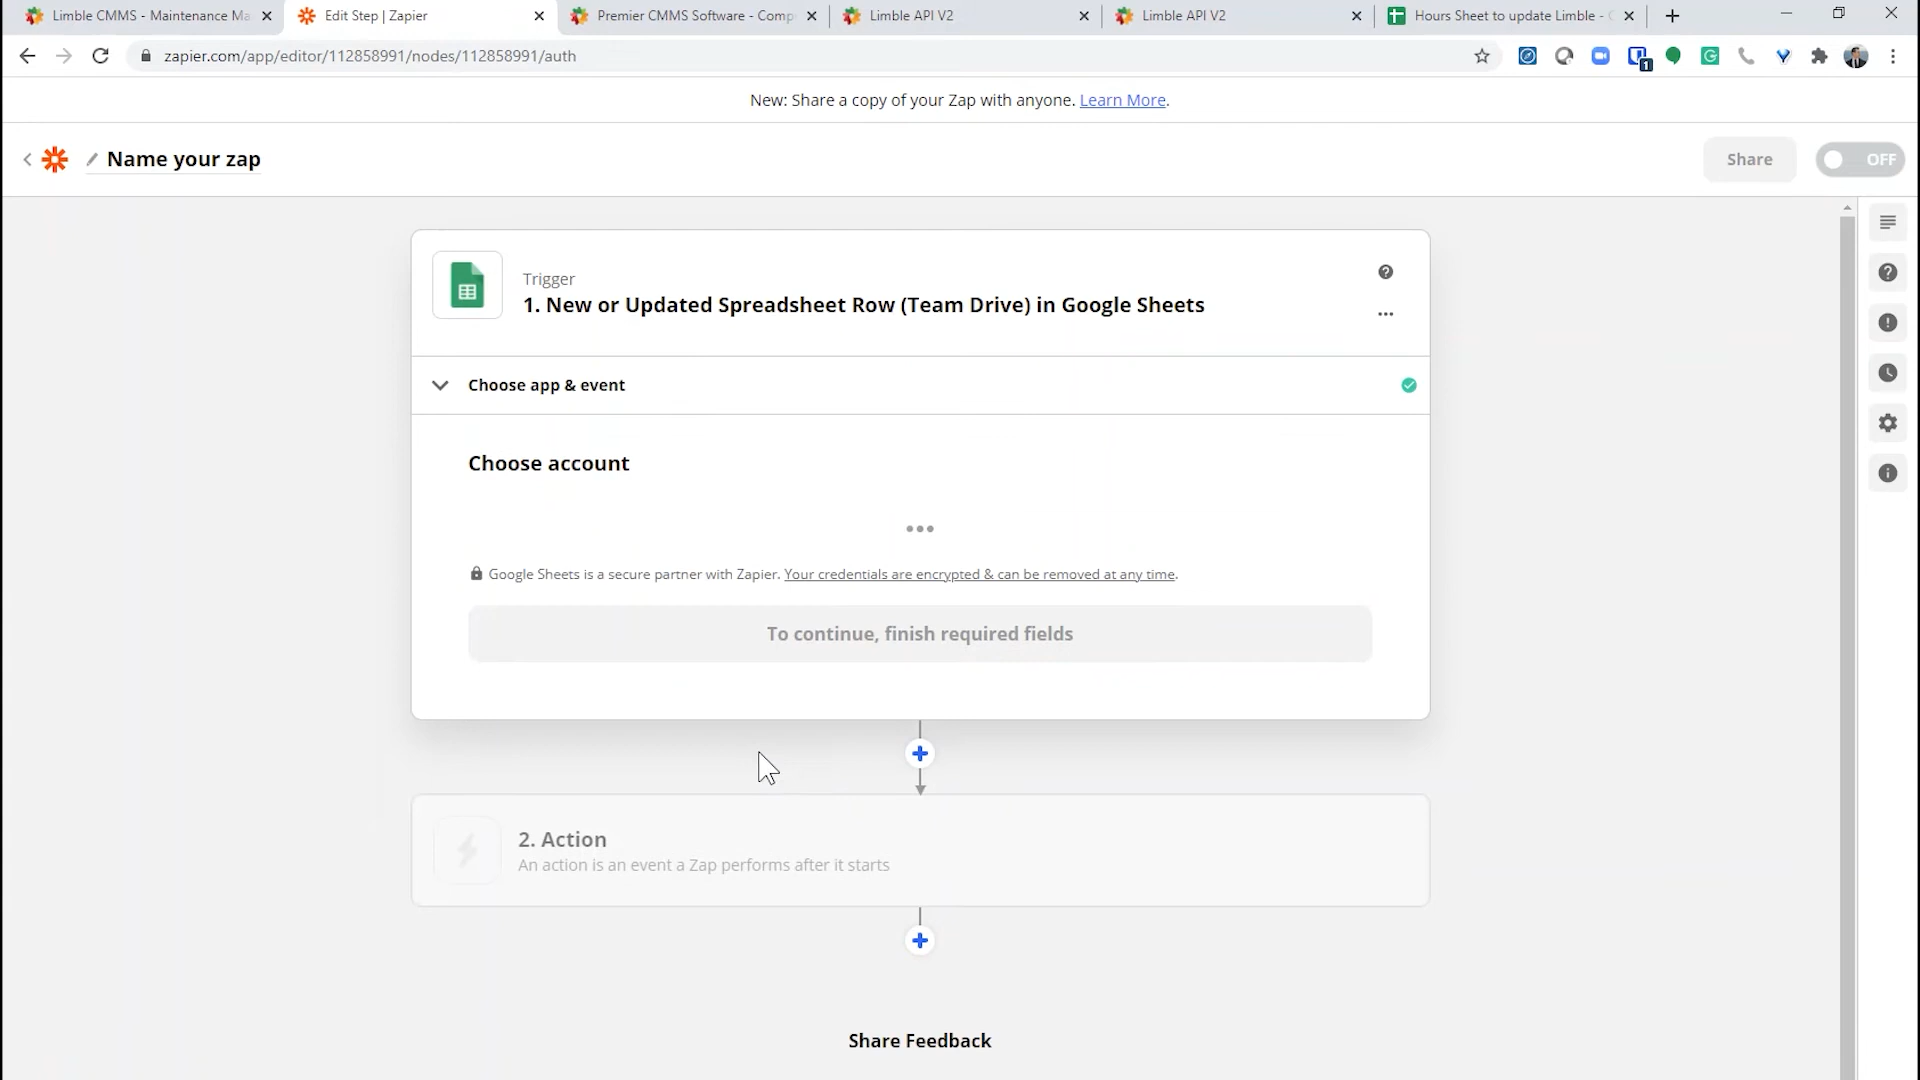 Limble CMMS - Maintenance Ma
Edit Step | Zapier
Premier CMMS Software - Comp
Limble API V2
Limble API V2
Hours Sheet to update Limble -
zapier.com/app/editor/112858991/nodes/112858991/auth
1
New: Share a copy of your Zap with anyone. Learn More.
Name your zap
Share
OFF
Trigger
1. New or Updated Spreadsheet Row (Team Drive) in Google Sheets
Choose app & event
Choose account
Google Sheets is a secure partner with Zapier. Your credentials are encrypted & can be removed at any time.
To continue, finish required fields
2. Action
An action is an event a Zap performs after it starts
Share Feedback